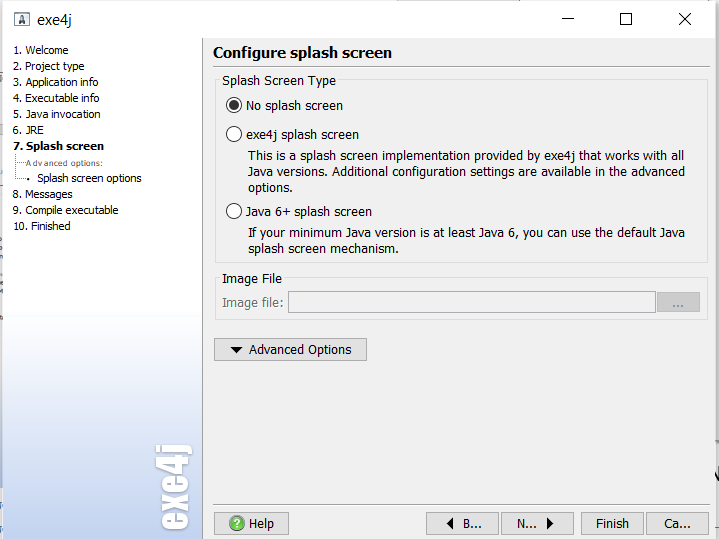 exe4j
1. Welcome
2. Project type
3. Application info
4. Executable info
5. Java invocation
6. JRE
7. Splash screen
Advanced options:
Splash screen options
8. Messages
9. Compile executable
10. Finished
exe4j
Configure splash screen
Splash Screen Type
No splash screen
exe4j splash screen
This is a splash screen implementation provided by exe4j that works with all
Java versions. Additional configuration settings are available in the advanced
options.
Java 6+ splash screen
If your minimum Java version is at least Java 6, you can use the default Java
splash screen mechanism.
Image File
Image file:
...
Advanced Options
Help
B...
N...
Finish
Ca...